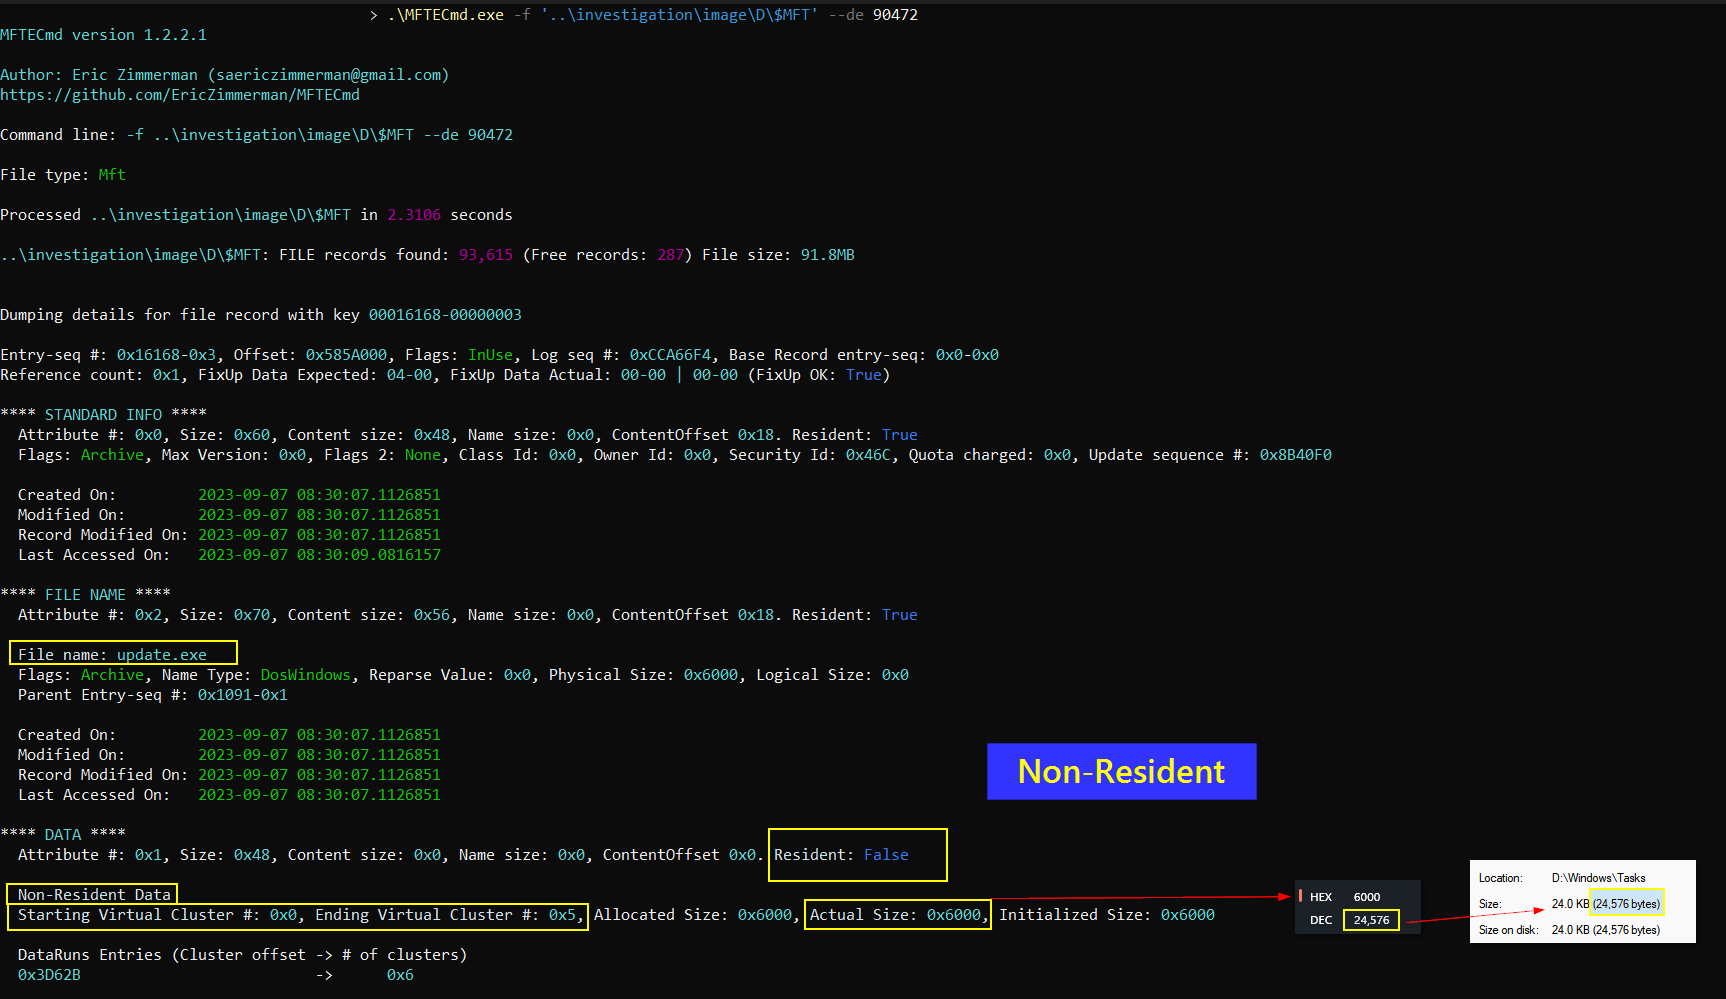 > .\MFTECmd.exe -f '..\investigation\image\D\$MFT' --de 90472
MFTECmd version 1.2.2.1
Author: Eric Zimmerman (saericzimmerman@gmail.com)
https://github.com/EricZimmerman/MFTECmd
Command line: -f ..\investigation\image\D\$MFT --de 90472
File type: Mft
Processed ..\investigation\image\D\$MFT in 2.3106 seconds
..\investigation\image\D\$MFT: FILE records found: 93,615 (Free records: 287) File size: 91.8MB
Dumping details for file record with key 00016168-00000003
Entry-seq #: 0x16168-0x3, Offset: 0x585A000, Flags: InUse, Log seq #: 0xCCA66F4, Base Record entry-seq: 0x0-0x0
Reference count: 0x1, FixUp Data Expected: 04-00, FixUp Data Actual: 00-00 | 00-00 (FixUp OK: True)
**** STANDARD INFO ****
Attribute #: 0x0, Size: 0x60, Content size: 0x48, Name size: 0x0, ContentOffset 0x18. Resident: True
Flags: Archive, Max Version: 0x0, Flags 2: None, Class Id: 0x0, Owner Id: 0x0, Security Id: 0x46C, Quota charged: 0x0, Update sequence #: 0x8B40F0
Created On: 2023-09-07 08:30:07.1126851
Modified On: 2023-09-07 08:30:07.1126851
Record Modified On: 2023-09-07 08:30:07.1126851
Last Accessed On: 2023-09-07 08:30:09.0816157
**** FILE NAME ****
Attribute #: 0x2, Size: 0x70, Content size: 0x56, Name size: 0x0, ContentOffset 0x18. Resident: True
File name: update.exe
Flags: Archive, Name Type: DosWindows, Reparse Value: 0x0, Physical Size: 0x6000, Logical Size: 0x0
Parent Entry-seq #: 0x1091-0x1
Created On: 2023-09-07 08:30:07.1126851
Modified On: 2023-09-07 08:30:07.1126851
Record Modified On: 2023-09-07 08:30:07.1126851
Last Accessed On: 2023-09-07 08:30:07.1126851
Non-Resident
**** DATA ****
Attribute #: 0x1, Size: 0x48, Content size: 0x0, Name size: 0x0, ContentOffset 0x0. Resident: False
Non-Resident Data
Starting Virtual Cluster #: 0x0, Ending Virtual Cluster #: 0x5, Allocated Size: 0x6000, Actual Size: 0x6000, Initialized Size: 0x6000
HEX 6000
DEC 24,576
Location: D:\Windows\Tasks
Size: 24.0 KB (24,576 bytes)
Size on disk: 24.0 KB (24,576 bytes)
DataRuns Entries (Cluster offset -> # of clusters)
0x3D62B -> 0x6